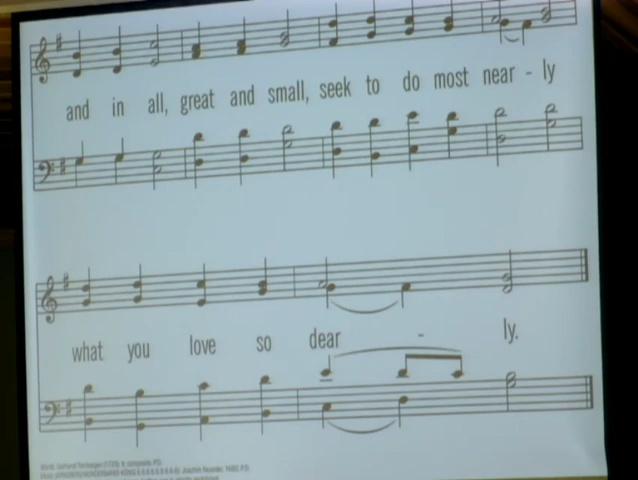 and in all, great and small, seek to do most near - ly
what you love so dear - ly.